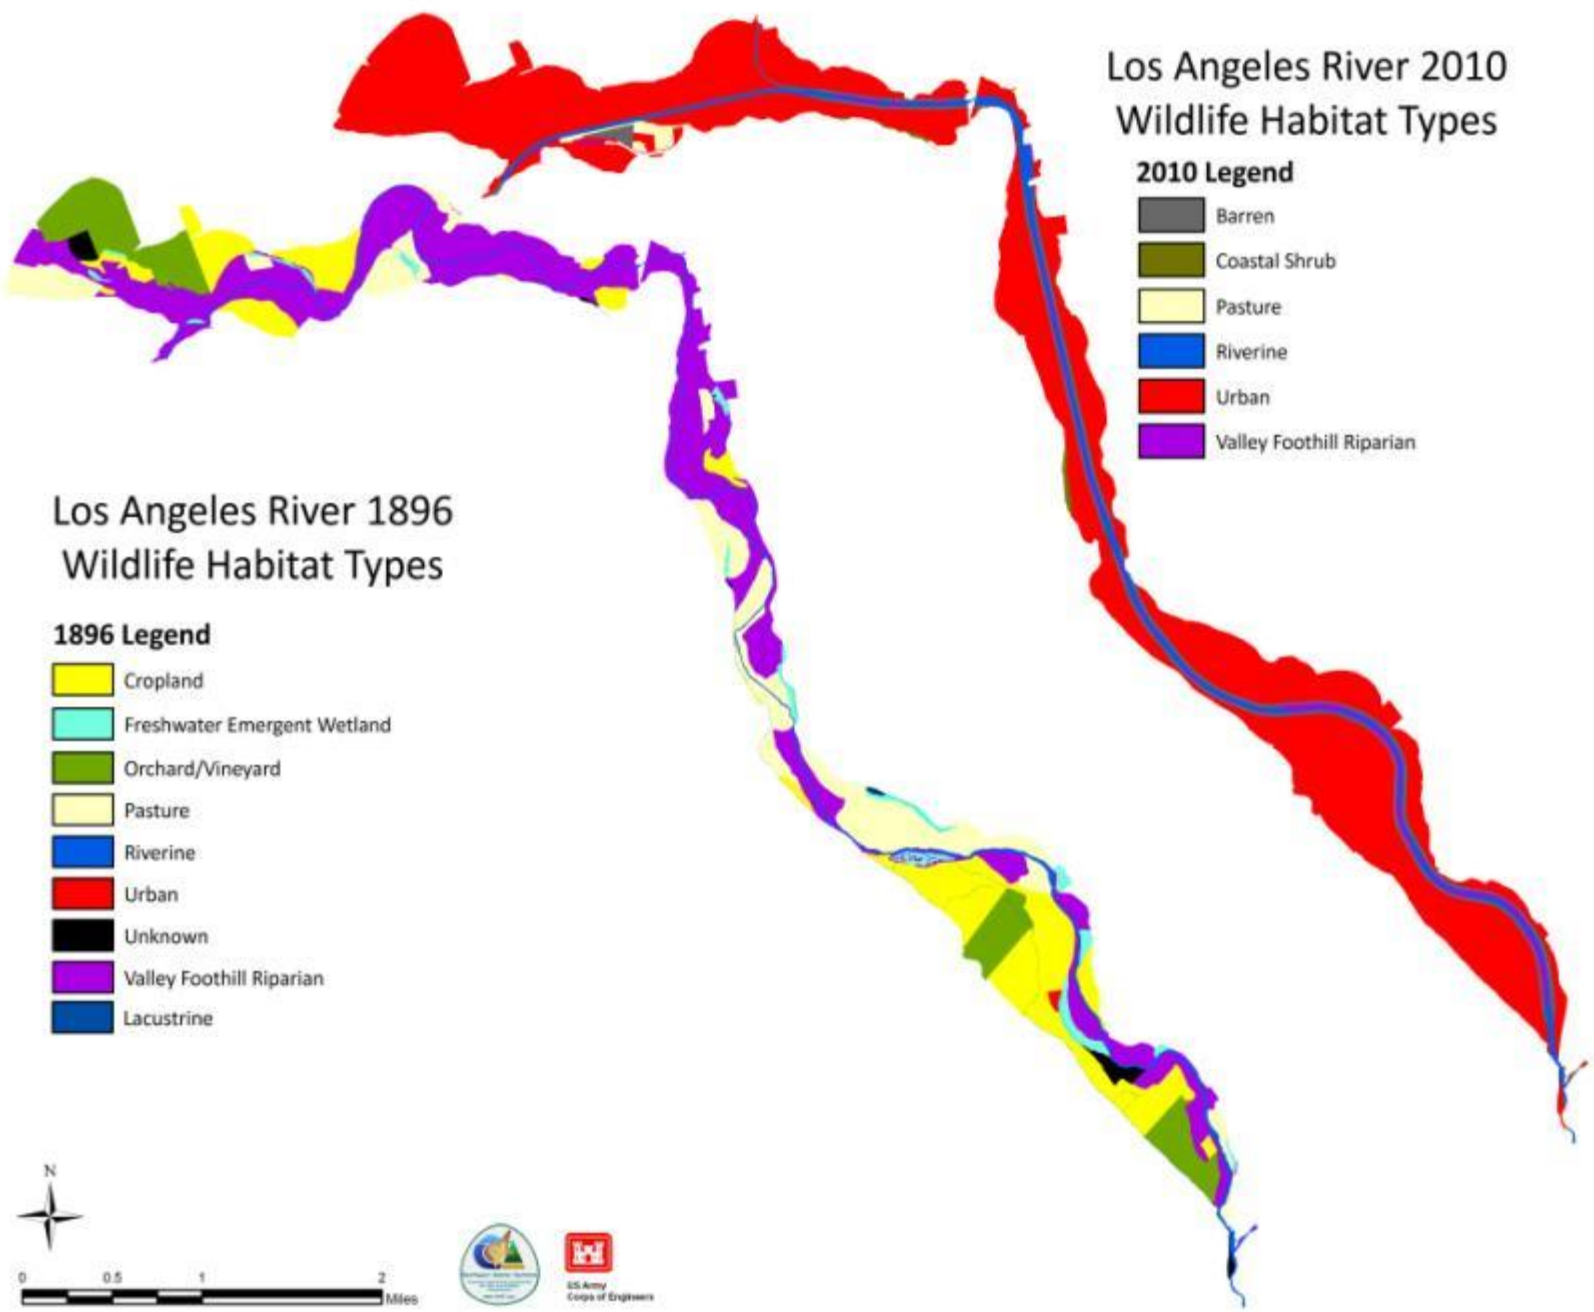 Los Angeles River 2010
Wildlife Habitat Types
2010 Legend
Barren
Coastal Shrub
Pasture
Riverine
Urban
Valley Foothill Riparian
Los Angeles River 1896
Wildlife Habitat Types
1896 Legend
Cropland
Freshwater Emergent Wetland
Orchard/Vineyard
Pasture
Riverine
Urban
Unknown
Valley Foothill Riparian
Lacustrine
N
0 0.5 1 2
Miles
US Army
Corps of Engineers